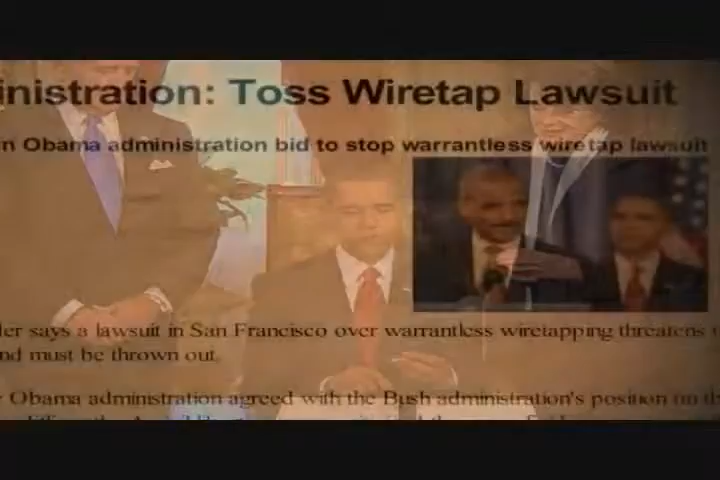 inistration: Toss Wiretap Lawsuit
n Obama administration bid to stop warrantless wiretap lawsuit
der says a lawsuit in San Francisco over warrantless wiretapping threatens
nd must be thrown out.
Obama administration agreed with the Bush administration's position on th